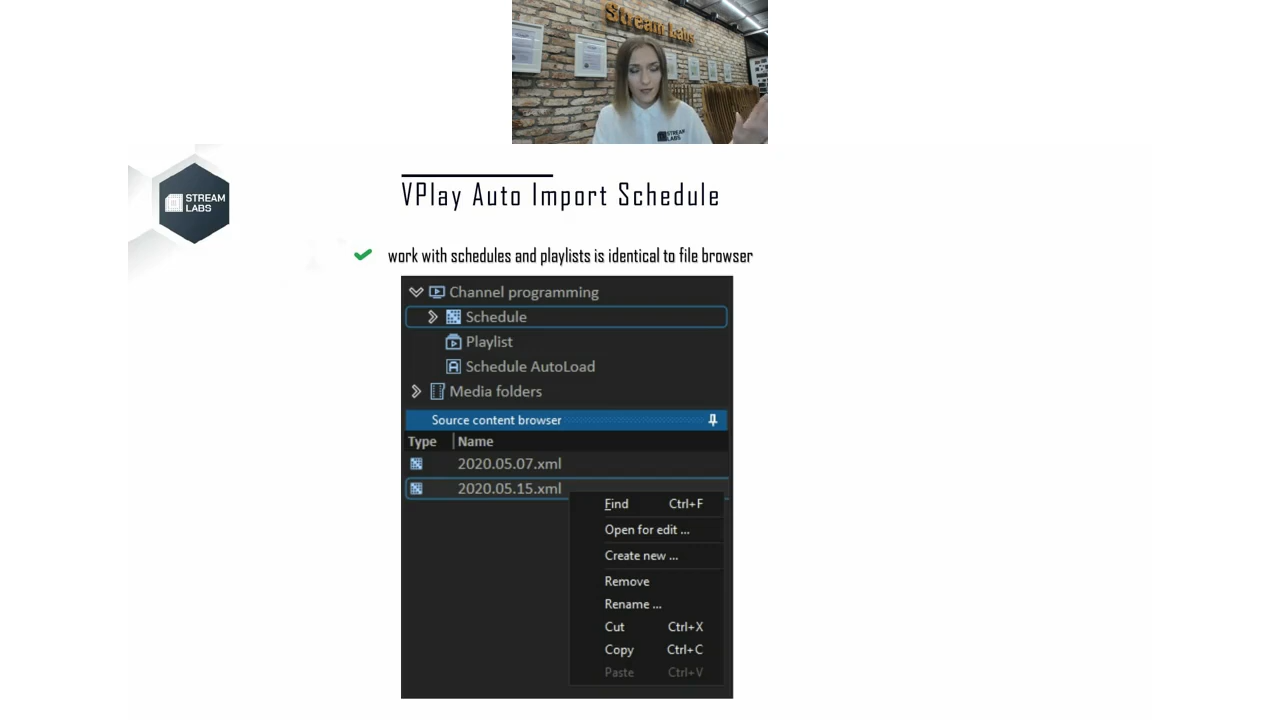 Stream Labs
STREAM
LABS
STREAM
LABS
VPlay Auto Import Schedule
work with schedules and playlists is identical to file browser
Channel programming
Schedule
Playlist
Schedule AutoLoad
Media folders
Source content browser
Type Name
2020.05.07.xml
2020.05.15.xml
Find Ctrl+F
Open for edit ...
Create new ...
Remove
Rename ...
Cut Ctrl+X
Copy Ctrl+C
Paste Ctrl+V